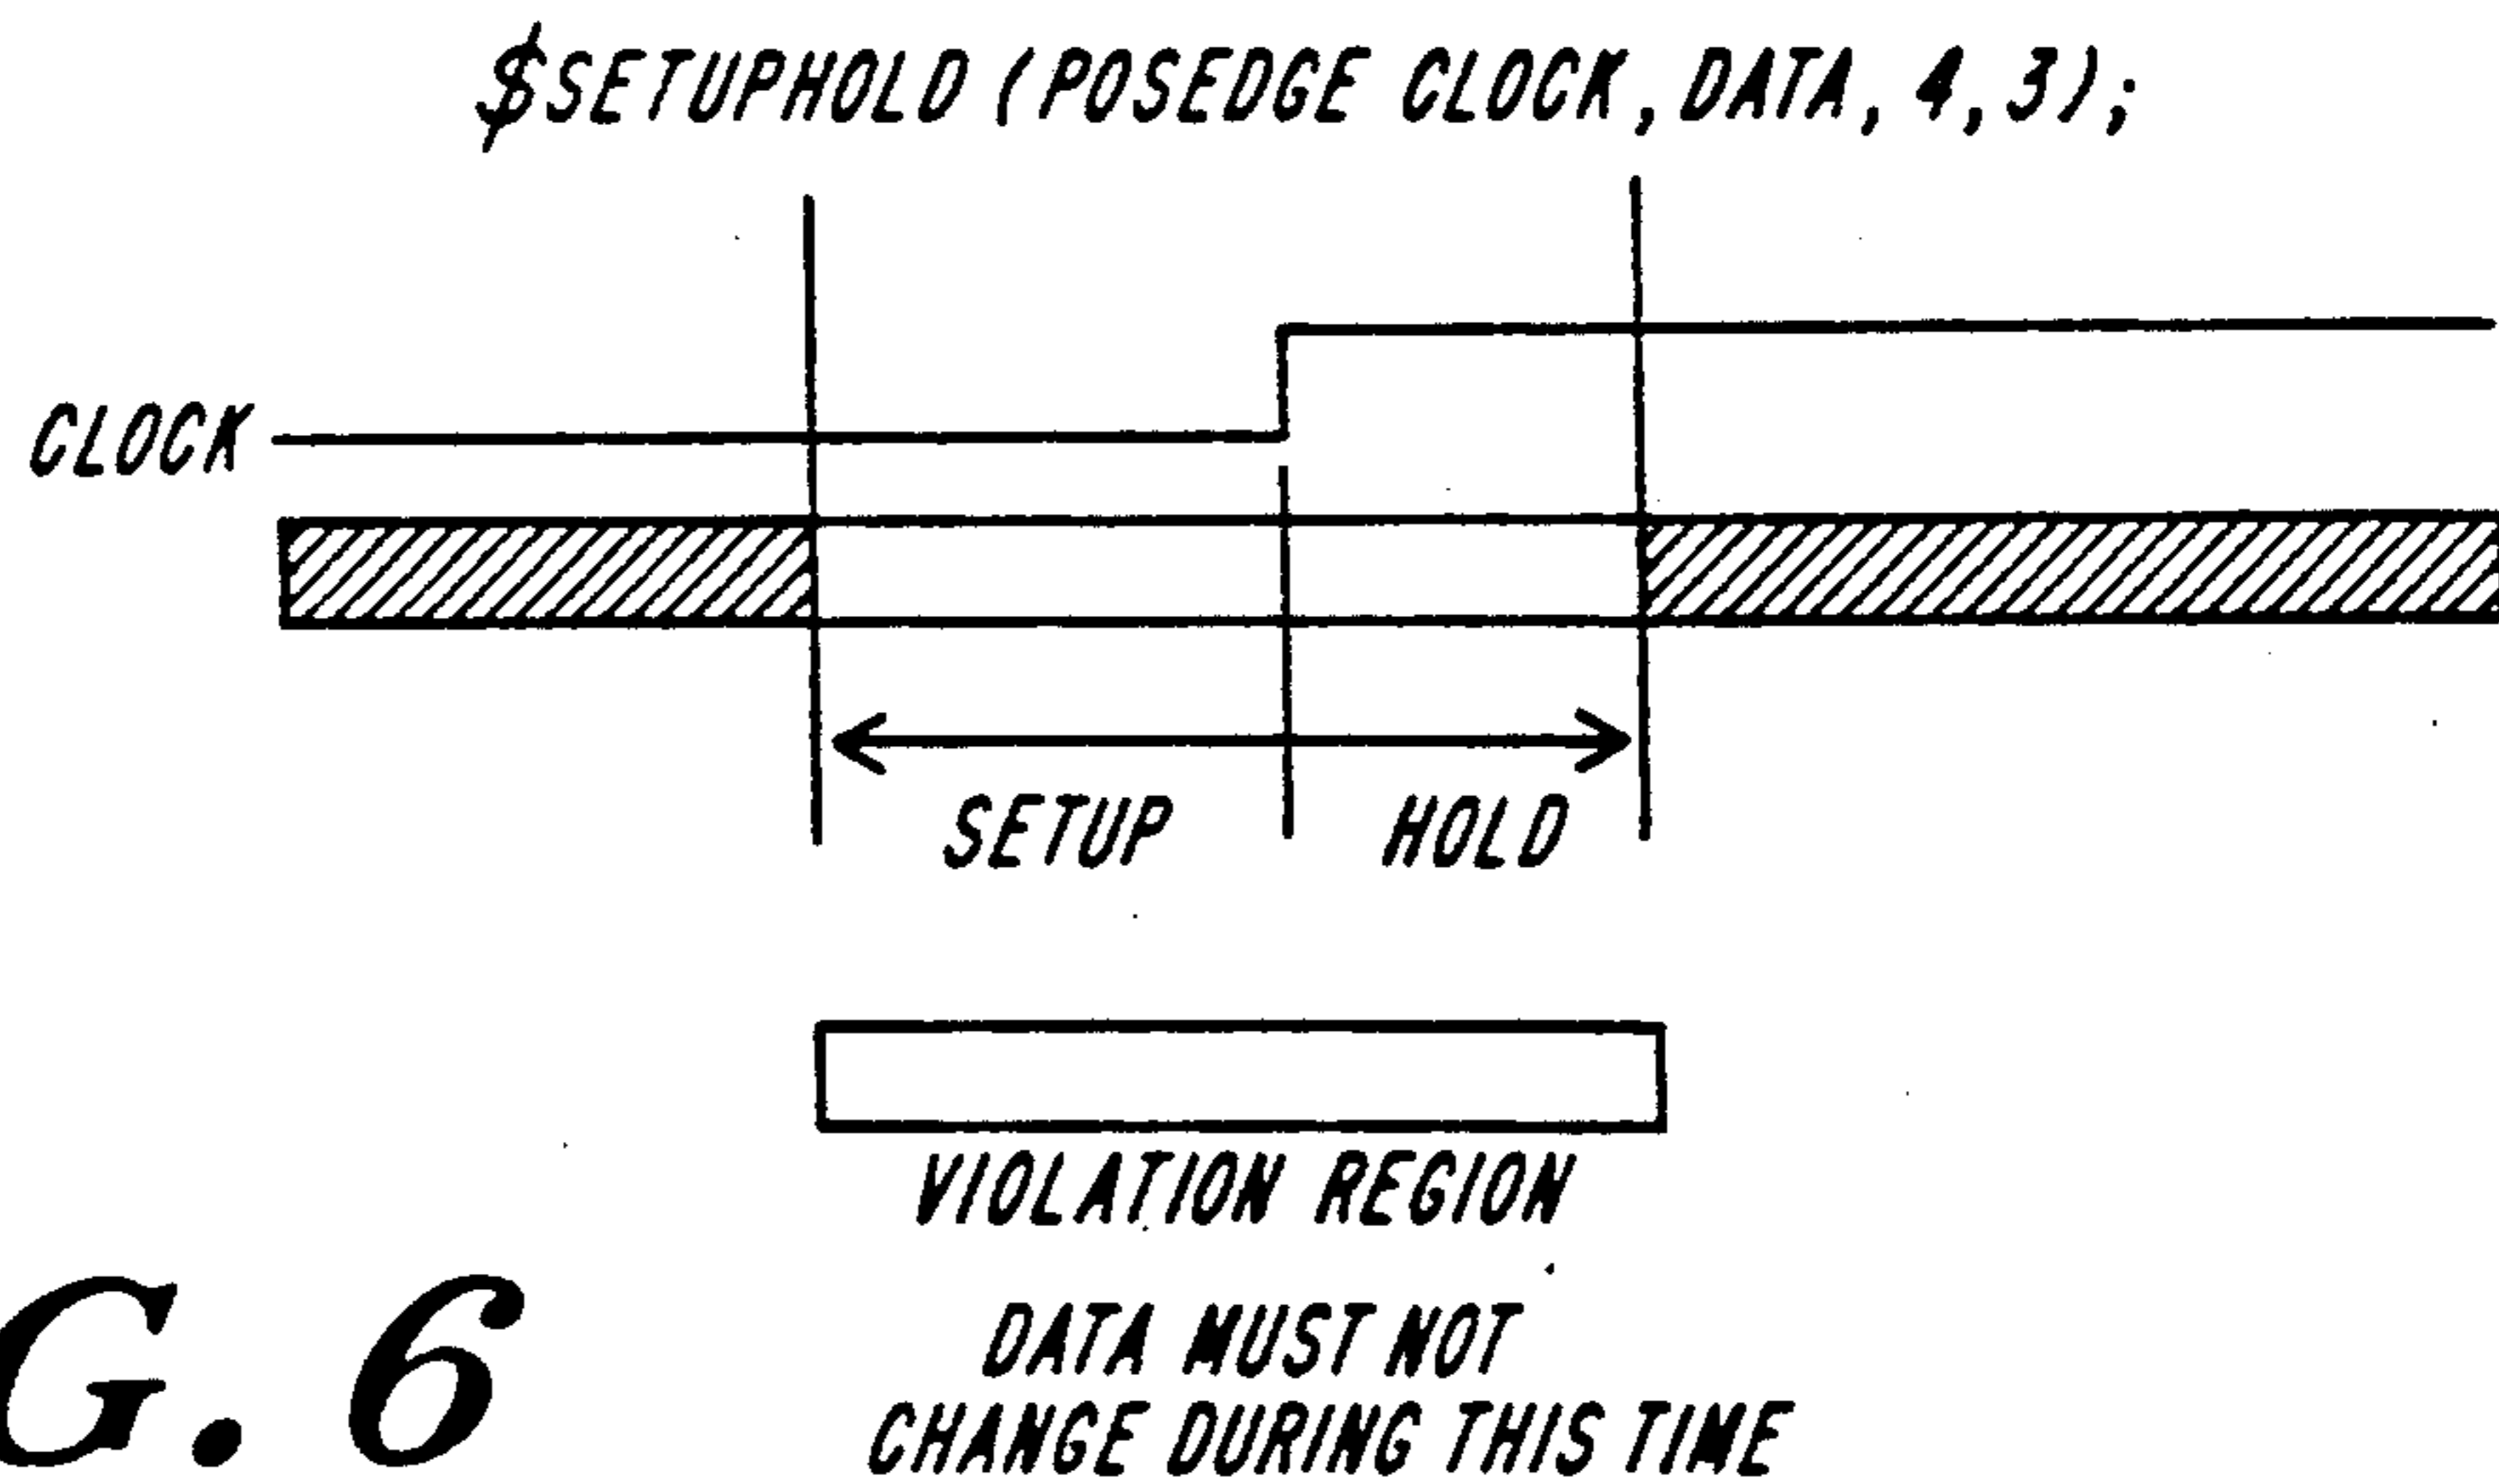 $SETUPHOLD (POSEDGE CLOCK, DATA, 4,3);
CLOCK
SETUP HOLD
VIOLATION REGION
DATA MUST NOT
CHANGE DURING THIS TIME
G. 6